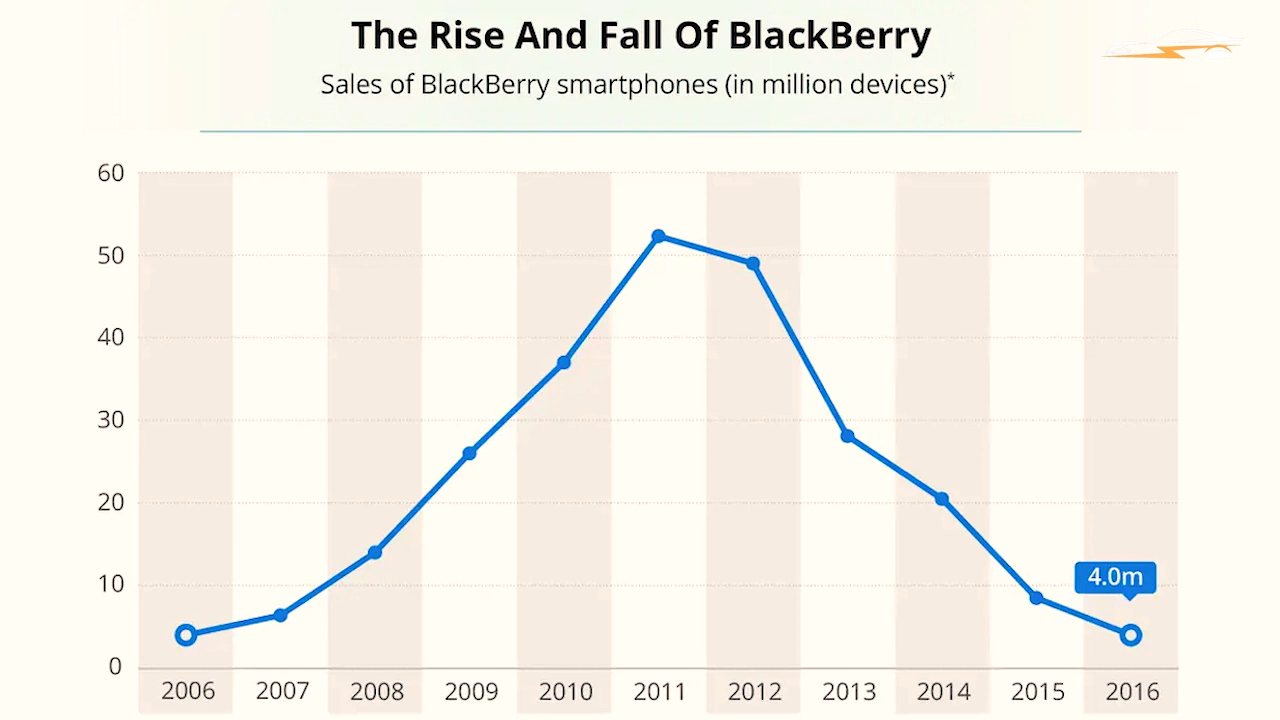 The Rise And Fall Of BlackBerry
Sales of BlackBerry smartphones (in million devices)*
60
50
40
30
20
10
4.0m
0
2006 2007 2008 2009 2010 2011 2012 2013 2014 2015 2016